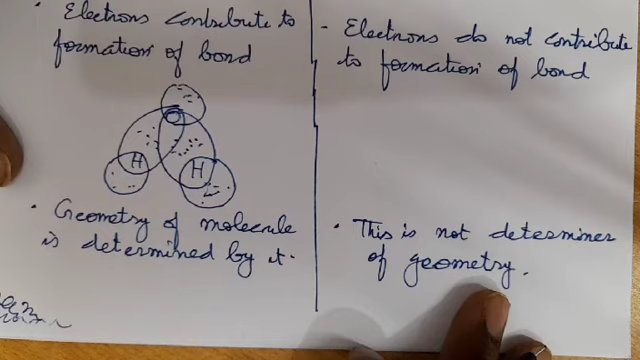 • Electrons contribute to
formation of bond
O
H
H
• Geometry of molecule
is determined by it.
- Electrons do not contribute
to formation of bond
• This is not determiner
of geometry.